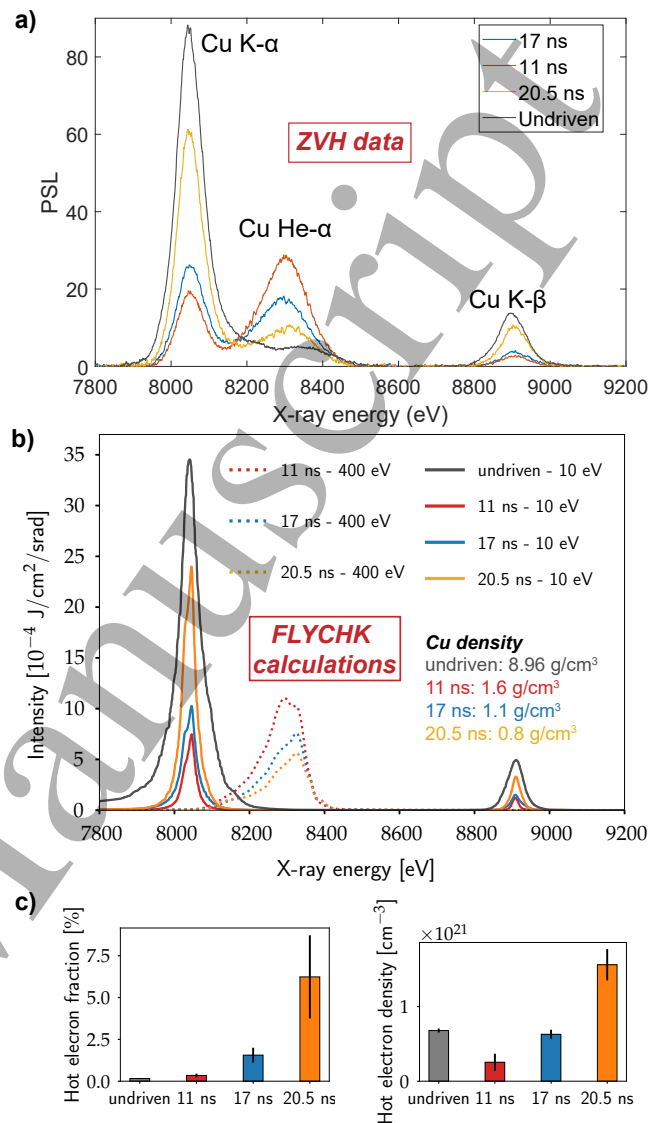 a)
Cu K-α
17 ns
11 ns
20.5 ns
Undriven
ZVH data
Cu He-α
Cu K-β
PSL
80
60
40
20
0
7800 8000 8200 8400 8600 8800 9000 9200
X-ray energy (eV)
b)
11 ns - 400 eV
17 ns - 400 eV
20.5 ns - 400 eV
undriven - 10 eV
11 ns - 10 eV
17 ns - 10 eV
20.5 ns - 10 eV
FLYCHK
calculations
Cu density
undriven: 8.96 g/cm³
11 ns: 1.6 g/cm³
17 ns: 1.1 g/cm³
20.5 ns: 0.8 g/cm³
Intensity [10⁻⁴ J/cm²/srad]
35
30
25
20
15
10
5
0
7800 8000 8200 8400 8600 8800 9000 9200
X-ray energy [eV]
c)
Hot elecron fraction [%]
7.5
5.0
2.5
0.0
undriven 11 ns 17 ns 20.5 ns
Hot electron density [cm⁻³]
×10²¹
1
0
undriven 11 ns 17 ns 20.5 ns
Manuscript